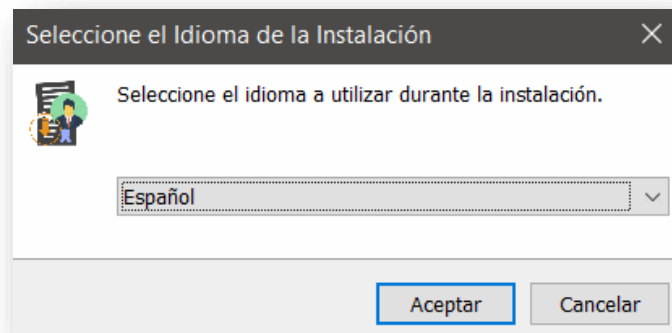 Seleccione el Idioma de la Instalación
Seleccione el idioma a utilizar durante la instalación.
Español
Aceptar
Cancelar